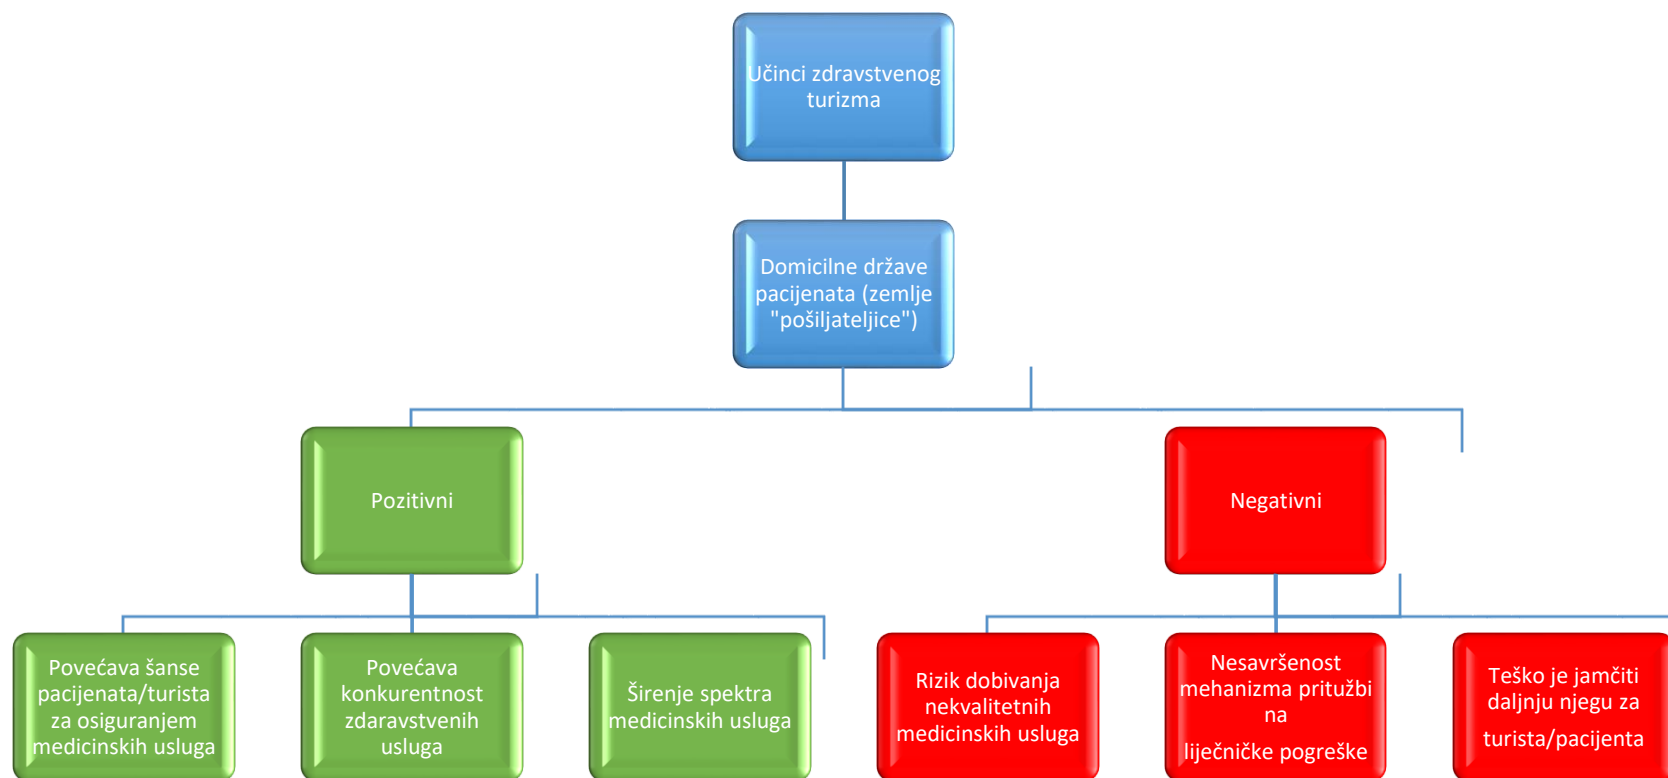 Učinci zdravstvenog
turizma
Domicilne države
pacijenata (zemlje
"pošiljateljice")
Pozitivni
Negativni
Povećava šanse
pacijenata/turista
za osiguranjem
medicinskih usluga
Povećava
konkurentnost
zdaravstvenih
usluga
Širenje spektra
medicinskih usluga
Rizik dobivanja
nekvalitetnih
medicinskih usluga
Nesavršenost
mehanizma pritužbi
na
liječničke pogreške
Teško je jamčiti
daljnju njegu za
turista/pacijenta